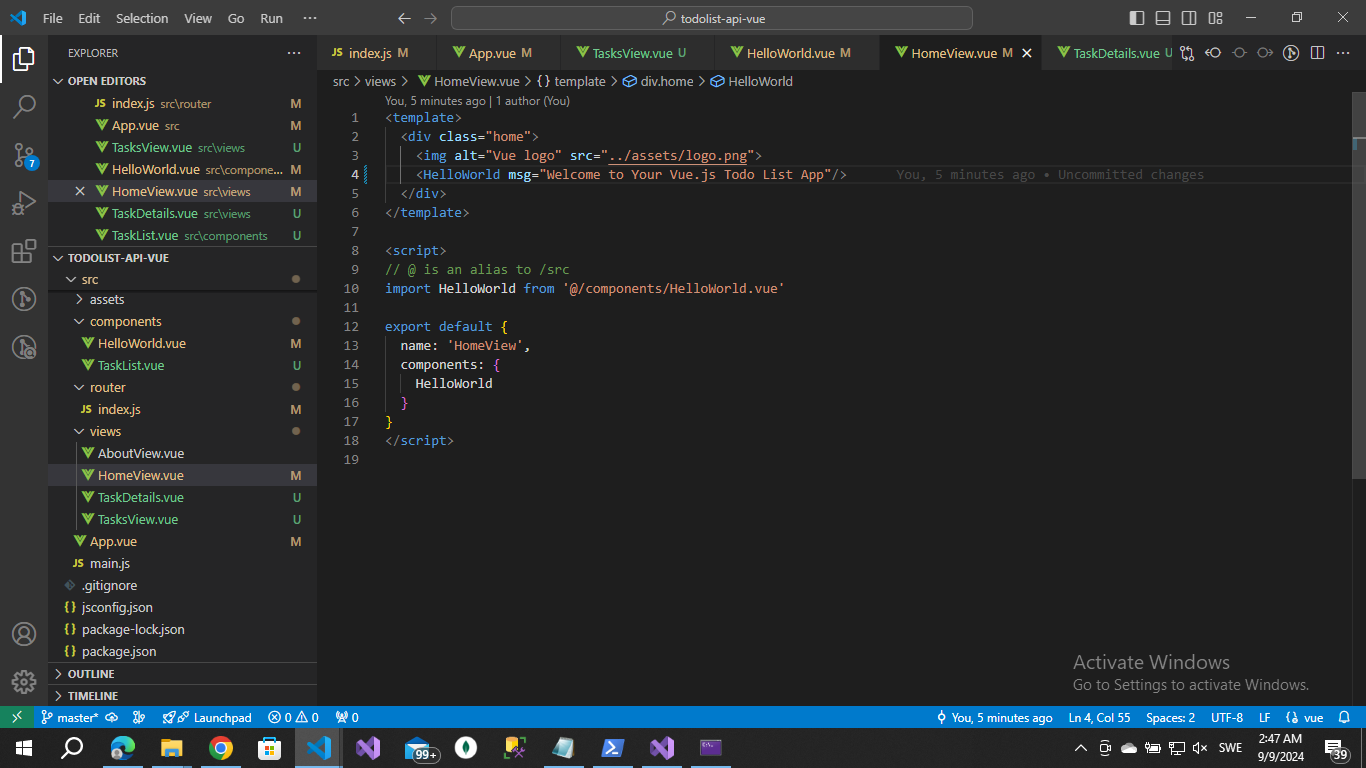 File Edit Selection View Go Run ··· todolist-api-vue
EXPLORER ···
OPEN EDITORS
JS index.js src\router M
App.vue src M
TasksView.vue src\views U
HelloWorld.vue src\compone... M
HomeView.vue src\views M
TaskDetails.vue src\views U
TaskList.vue src\components U
TODOLIST-API-VUE
src
assets
components
HelloWorld.vue M
TaskList.vue U
router
JS index.js M
views
AboutView.vue
HomeView.vue M
TaskDetails.vue U
TasksView.vue U
App.vue M
JS main.js
.gitignore
{} jsconfig.json
{} package-lock.json
{} package.json
OUTLINE
TIMELINE
7
JS index.js M App.vue M TasksView.vue U HelloWorld.vue M HomeView.vue M TaskDetails.vue U
src > views > HomeView.vue > {} template > div.home > HelloWorld
You, 5 minutes ago | 1 author (You)
1 <template>
2 <div class="home">
3 <img alt="Vue logo" src="../assets/logo.png">
4 <HelloWorld msg="Welcome to Your Vue.js Todo List App"/> You, 5 minutes ago • Uncommitted changes
5 </div>
6 </template>
7
8 <script>
9 // @ is an alias to /src
10 import HelloWorld from '@/components/HelloWorld.vue'
11
12 export default {
13 name: 'HomeView',
14 components: {
15 HelloWorld
16 }
17 }
18 </script>
19
Activate Windows
Go to Settings to activate Windows.
master* Launchpad 0 0 0 You, 5 minutes ago Ln 4, Col 55 Spaces: 2 UTF-8 LF vue
99+ SWE 2:47 AM
9/9/2024 39